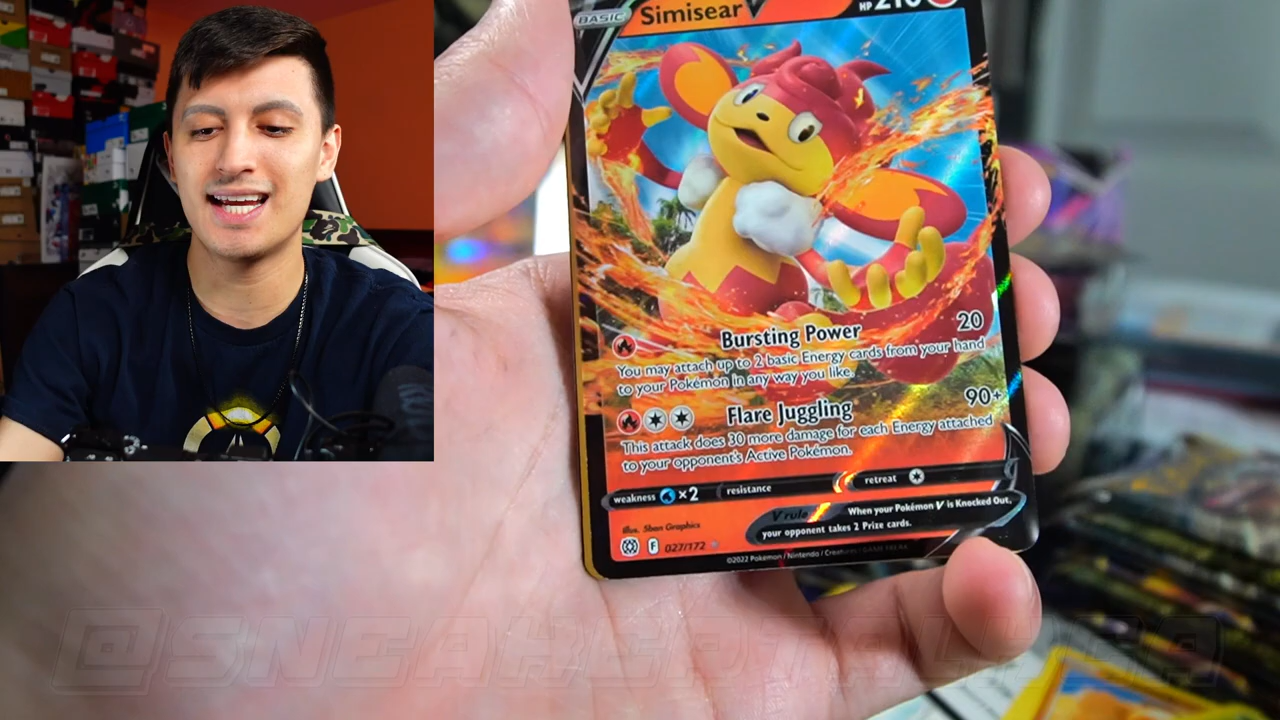 BASIC Simisear V HP 210
Bursting Power 20
You may attach up to 2 basic Energy cards from your hand
to your Pokémon in any way you like.
Flare Juggling 90+
This attack does 30 more damage for each Energy attached
to your opponent's Active Pokémon.
weakness ×2 resistance retreat
V rule When your Pokémon V is Knocked Out,
your opponent takes 2 Prize cards.
illus. 5ban Graphics
F 027/172
©2022 Pokémon / Nintendo / Creatures / GAME FREAK